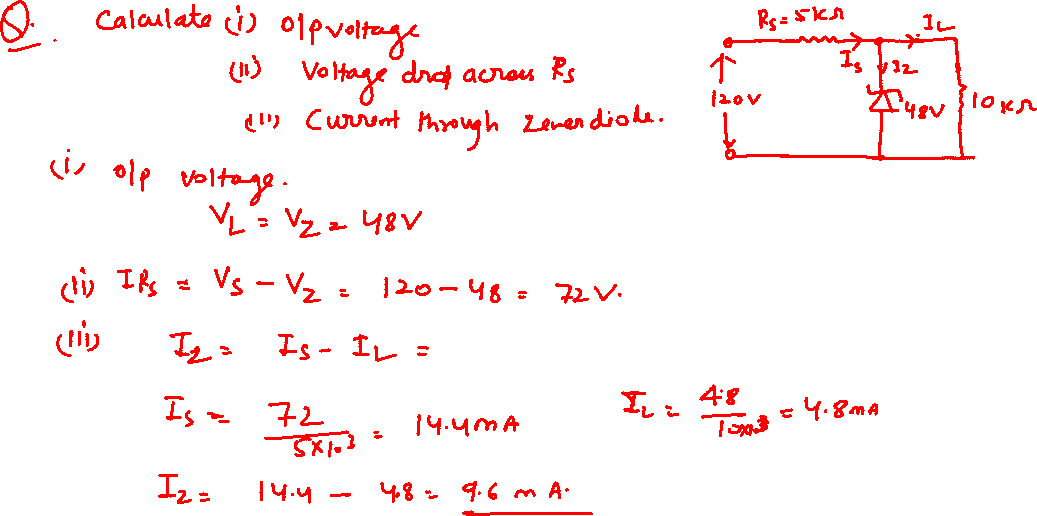 Q. Calculate (i) o/p voltage
(ii) Voltage drop across Rs
(11) Current through zener diode.
Rs = 5kΩ
IL
Is
IZ
120V
48V
10KΩ
(i) o/p voltage.
VL = VZ = 48V
(ii) IRs = Vs - VZ = 120 - 48 = 72V.
(iii) IZ = Is - IL =
Is = 72 / 5×10³ = 14.4mA
IL = 48 / 10×10³ = 4.8mA
IZ = 14.4 - 4.8 = 9.6 mA.